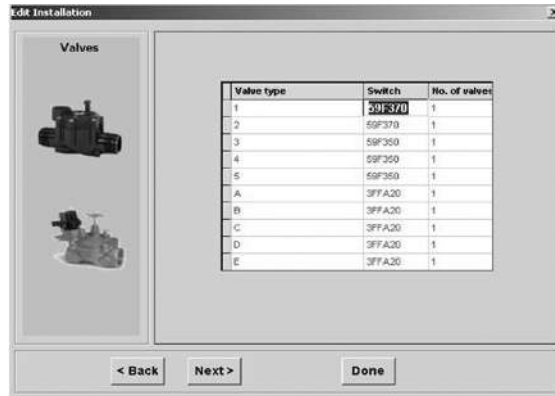 Edit Installation
Valves
Valve type Switch No. of valves
1 59F370 1
2 59F370 1
3 59F350 1
4 59F350 1
5 59F350 1
A 3FFA20 1
B 3FFA20 1
C 3FFA20 1
D 3FFA20 1
E 3FFA20 1
< Back Next > Done